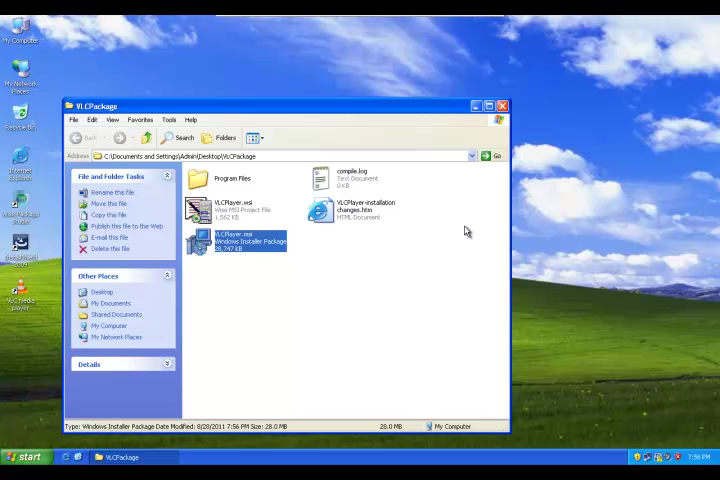 My Computer
My Network
Places
Recycle Bin
Internet
Explorer
Wise Package
Studio
VLC media
player
VLCPackage
File Edit View Favorites Tools Help
Back Search Folders
Address C:\Documents and Settings\Admin\Desktop\VLCPackage Go
File and Folder Tasks
Rename this file
Move this file
Copy this file
Publish this file to the Web
E-mail this file
Delete this file
Other Places
Desktop
My Documents
Shared Documents
My Computer
My Network Places
Details
Program Files
compile.log
Text Document
0 KB
VLCPlayer.wsi
Wise MSI Project File
1,562 KB
VLCPlayer-installation
changes.htm
HTML Document
VLCPlayer.msi
Windows Installer Package
28,747 KB
Type: Windows Installer Package Date Modified: 8/28/2011 7:56 PM Size: 28.0 MB 28.0 MB My Computer
start VLCPackage 7:56 PM